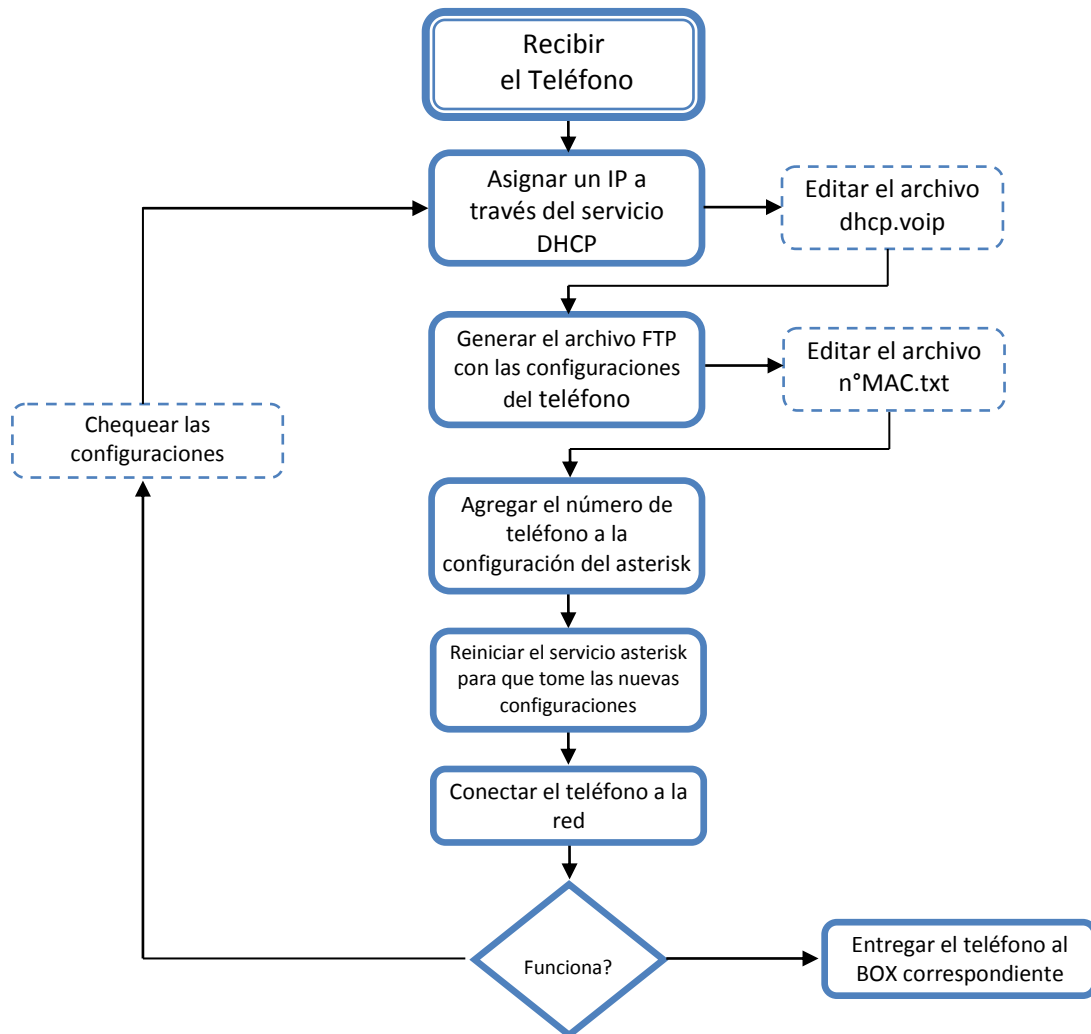 Recibir
el Teléfono
Asignar un IP a
través del servicio
DHCP
Editar el archivo
dhcp.voip
Generar el archivo FTP
con las configuraciones
del teléfono
Editar el archivo
n°MAC.txt
Chequear las
configuraciones
Agregar el número de
teléfono a la
configuración del asterisk
Reiniciar el servicio asterisk
para que tome las nuevas
configuraciones
Conectar el teléfono a la
red
Funciona?
Entregar el teléfono al
BOX correspondiente